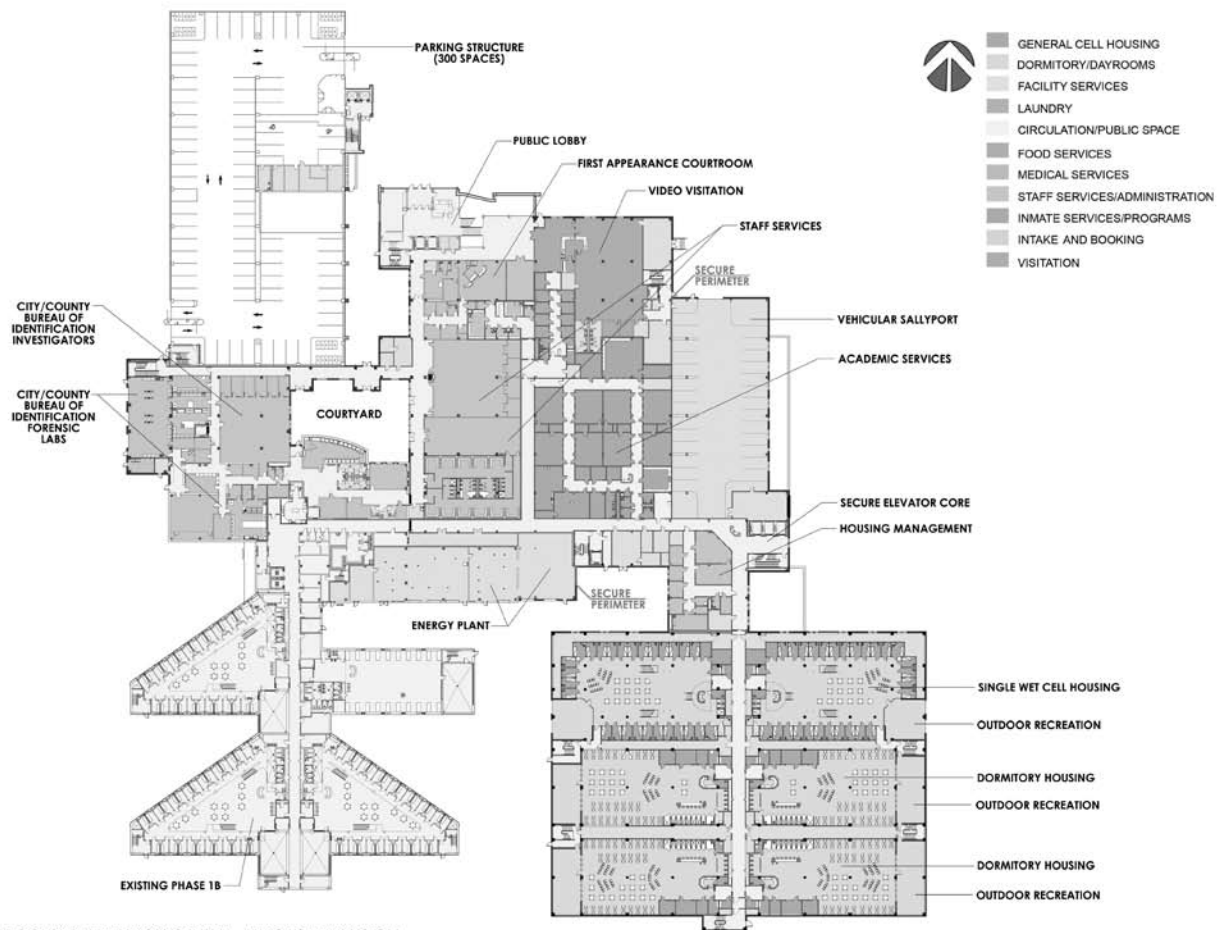 PARKING STRUCTURE
(300 SPACES)
PUBLIC LOBBY
FIRST APPEARANCE COURTROOM
VIDEO VISITATION
STAFF SERVICES
SECURE
PERIMETER
CITY/COUNTY
BUREAU OF
IDENTIFICATION
INVESTIGATORS
VEHICULAR SALLYPORT
ACADEMIC SERVICES
CITY/COUNTY
BUREAU OF
IDENTIFICATION
FORENSIC
LABS
COURTYARD
SECURE ELEVATOR CORE
HOUSING MANAGEMENT
SECURE
PERIMETER
ENERGY PLANT
SINGLE WET CELL HOUSING
OUTDOOR RECREATION
DORMITORY HOUSING
OUTDOOR RECREATION
DORMITORY HOUSING
EXISTING PHASE 1B
OUTDOOR RECREATION
GENERAL CELL HOUSING
DORMITORY/DAYROOMS
FACILITY SERVICES
LAUNDRY
CIRCULATION/PUBLIC SPACE
FOOD SERVICES
MEDICAL SERVICES
STAFF SERVICES/ADMINISTRATION
INMATE SERVICES/PROGRAMS
INTAKE AND BOOKING
VISITATION